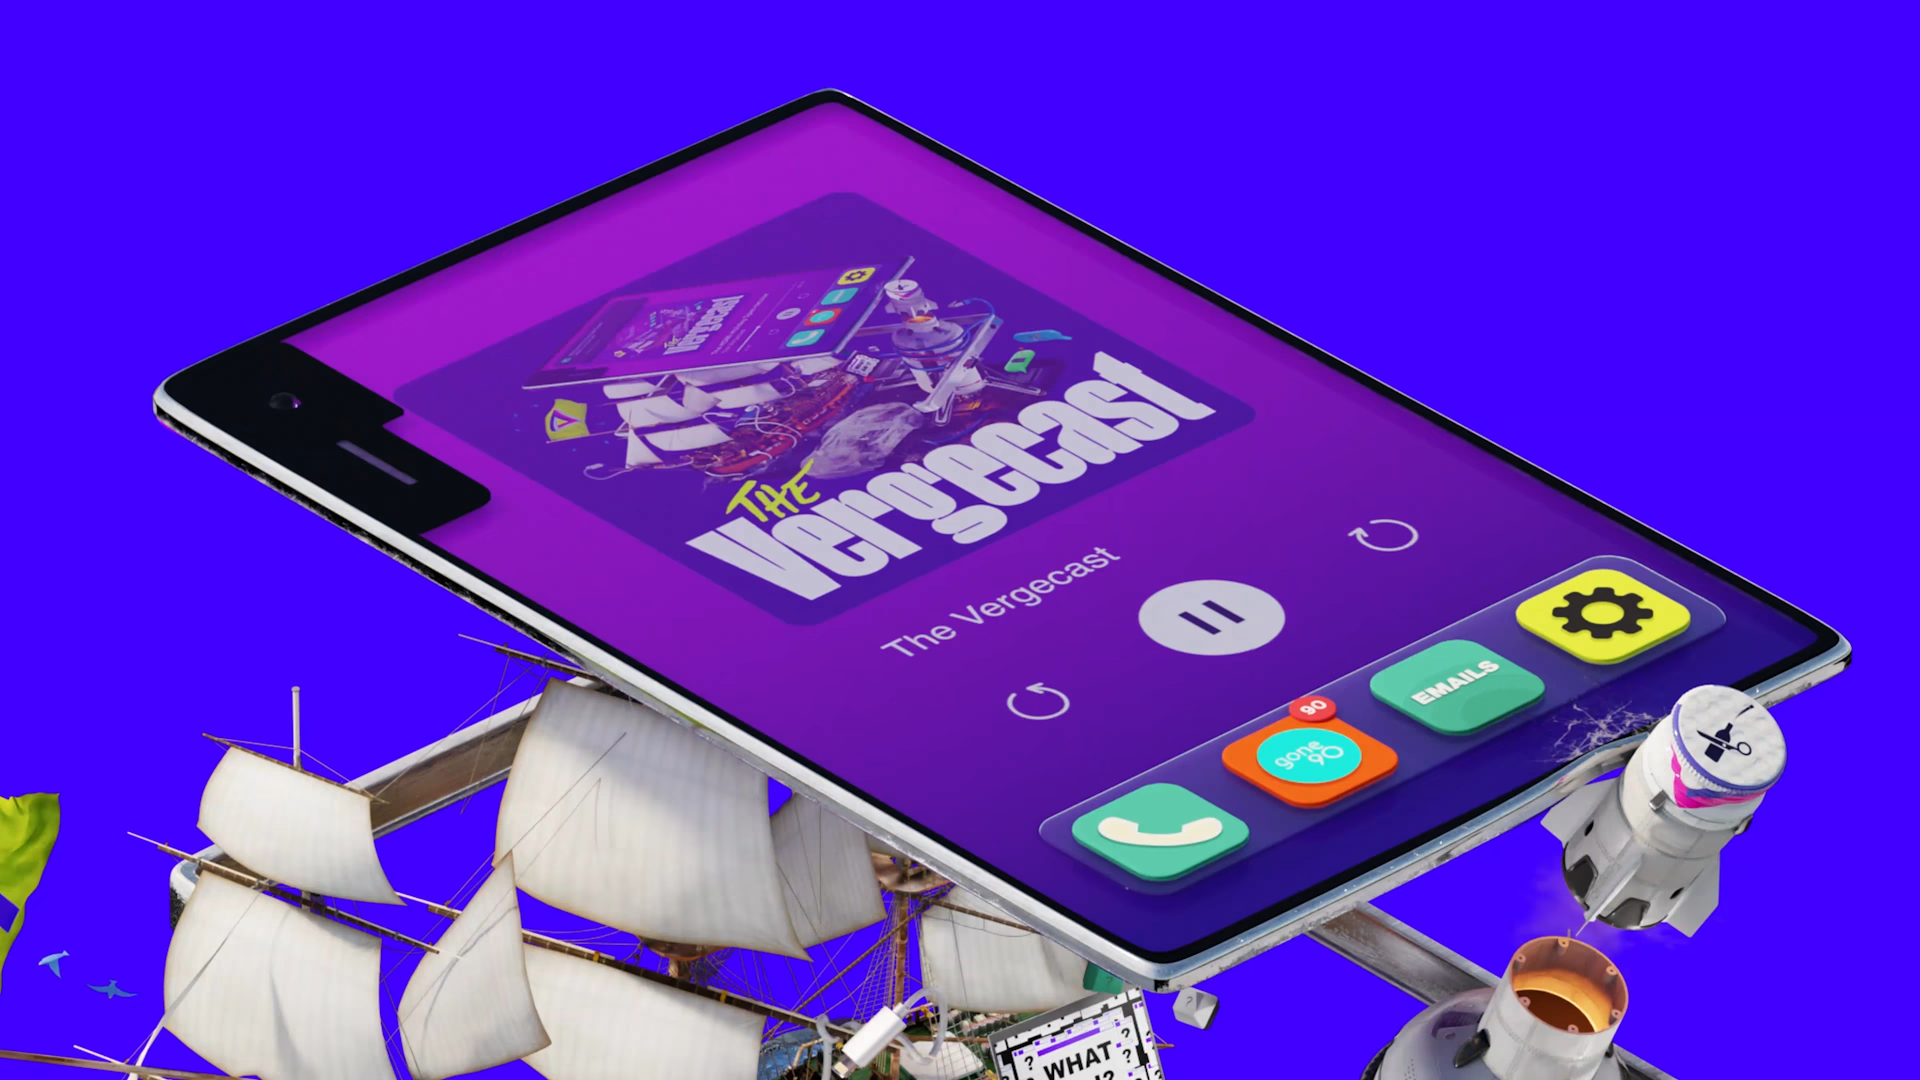 THE
Vergecast
The Vergecast
90
gone
90
EMAILS
? ?
? WHAT ?